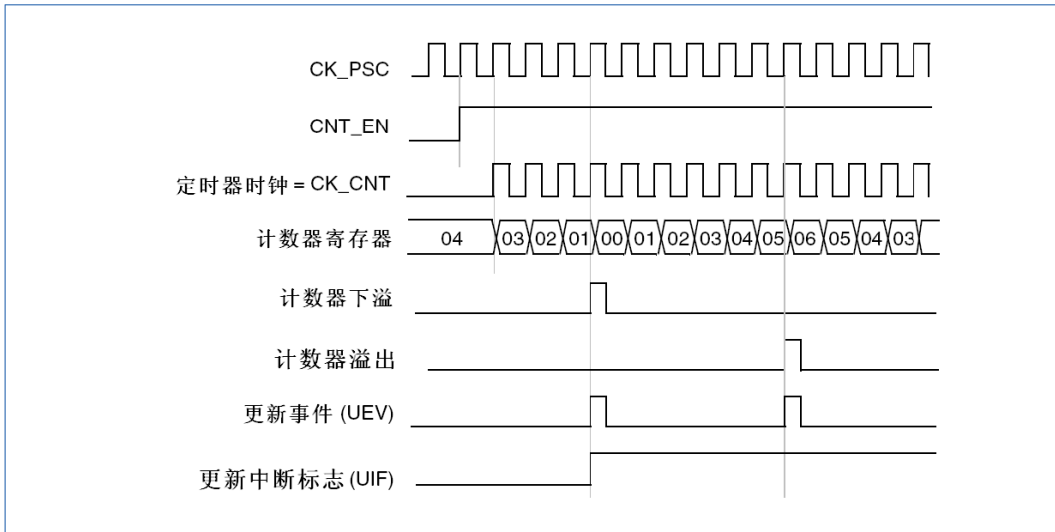 CK_PSC
CNT_EN
定时器时钟 = CK_CNT
计数器寄存器 04 03 02 01 00 01 02 03 04 05 06 05 04 03
计数器下溢
计数器溢出
更新事件 (UEV)
更新中断标志 (UIF)